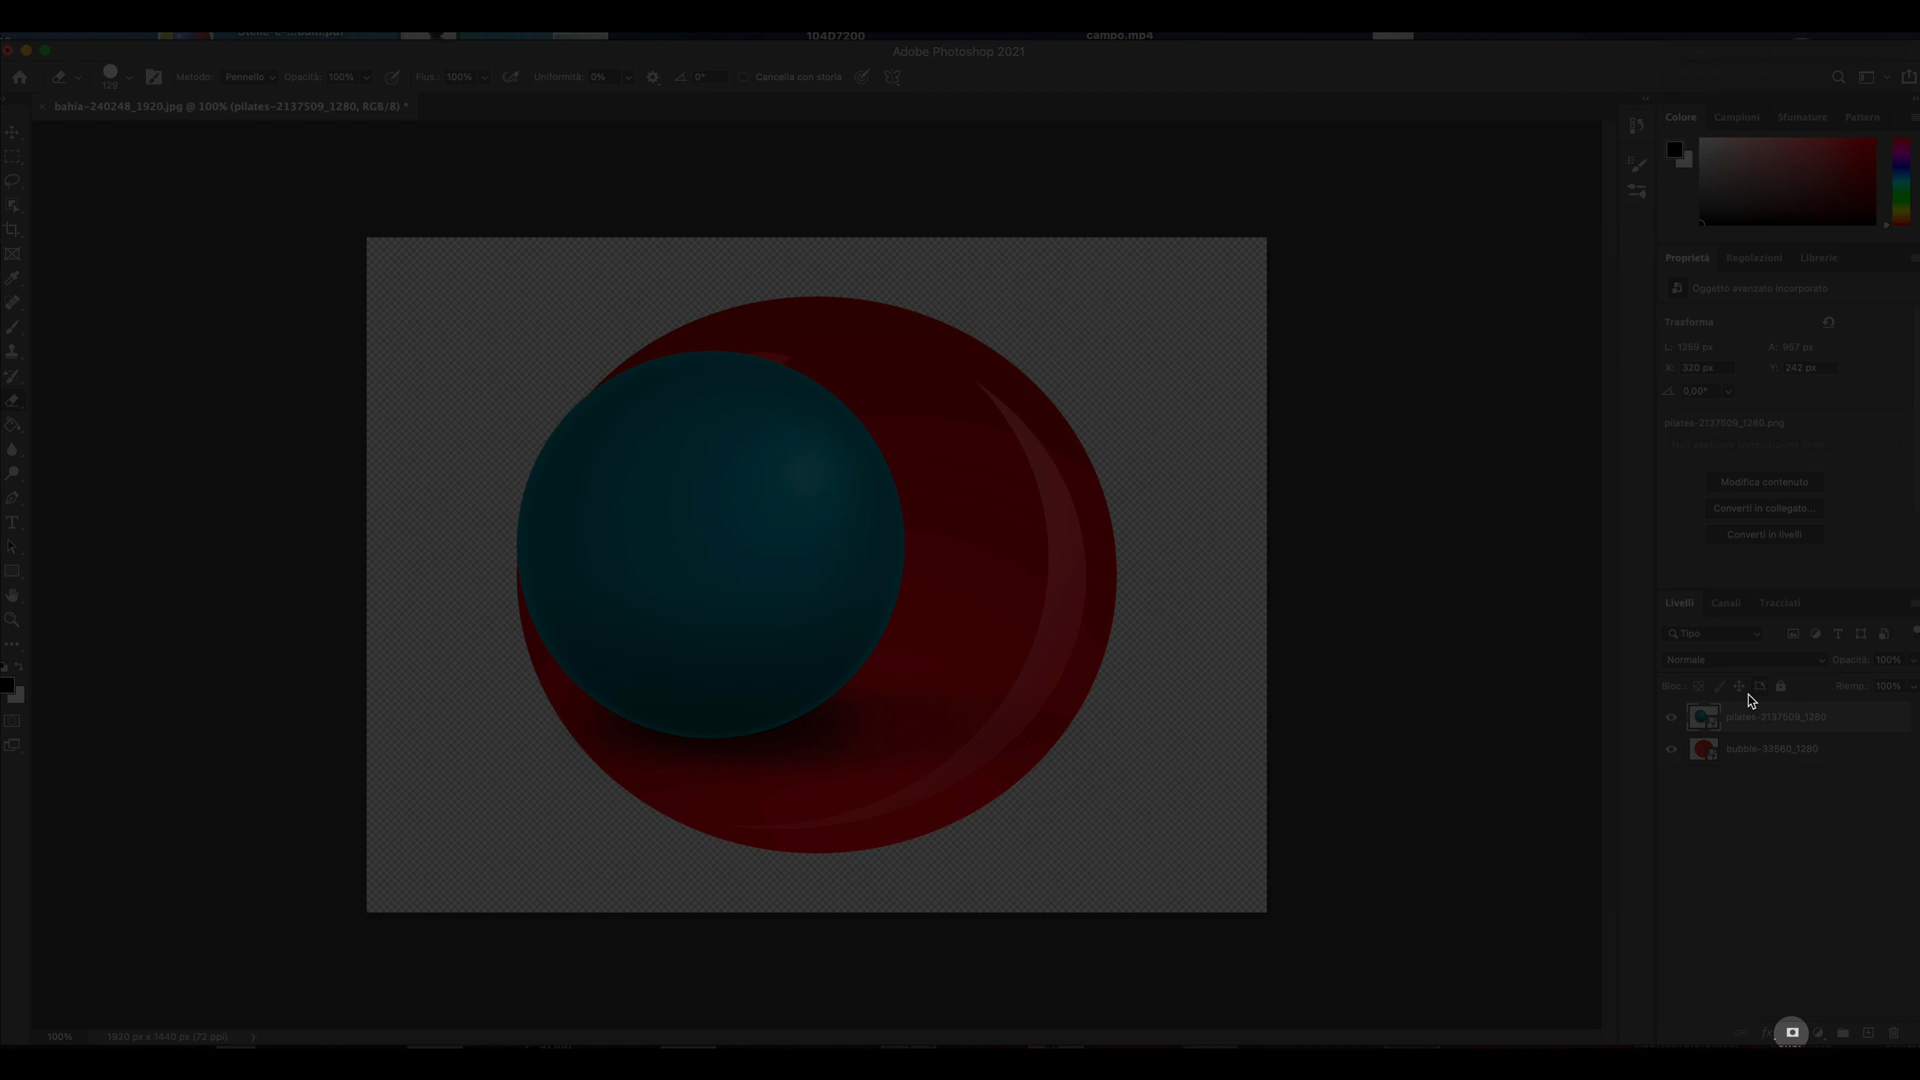 104D7200
campo.mp4
Adobe Photoshop 2021
129
Metodo: Pennello
Opacità: 100%
Flus.: 100%
Uniformità: 0%
0°
Cancella con storia
bahia-240248_1920.jpg @ 100% (pilates-2137509_1280, RGB/8) *
Colore Campioni Sfumature Pattern
Proprietà Regolazioni Librerie
Oggetto avanzato incorporato
Trasforma
L: 1259 px A: 957 px
X: 320 px Y: 242 px
0,00°
pilates-2137509_1280.png
Modifica contenuto
Converti in collegato...
Converti in livelli
Livelli Canali Tracciati
Tipo
Normale Opacità: 100%
Bloc.: Riemp.: 100%
pilates-2137509_1280
bubble-33560_1280
100% 1920 px x 1440 px (72 ppi)